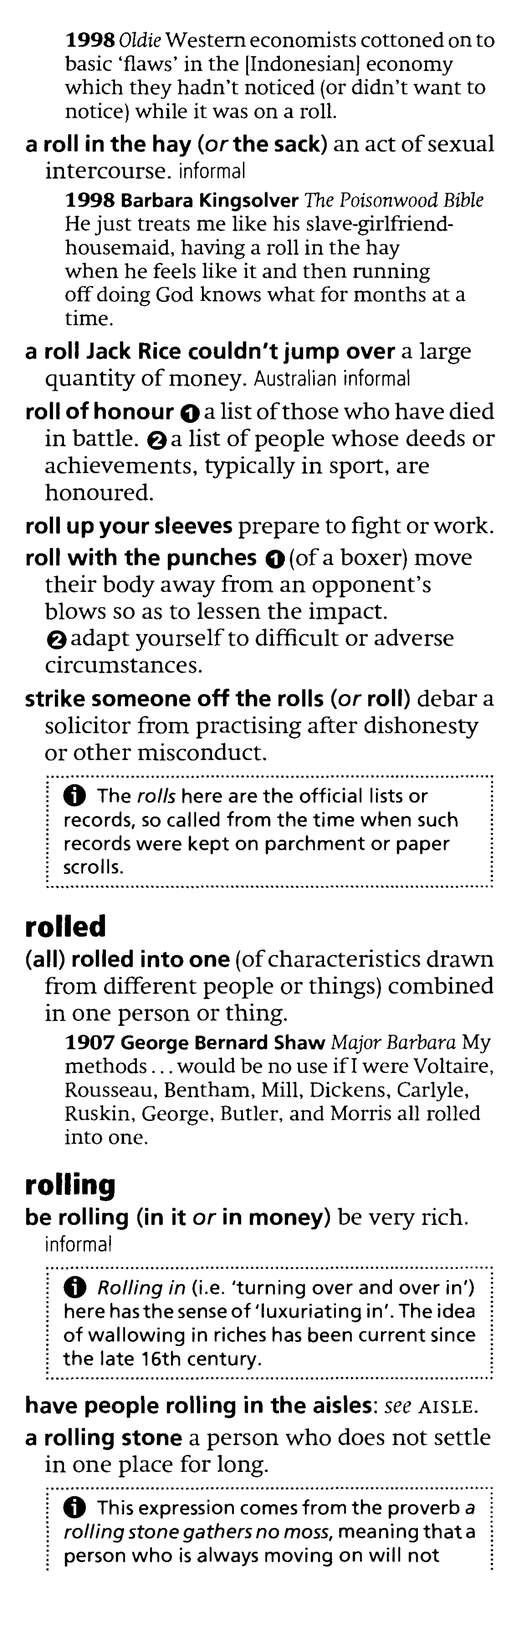 1998 Oldie Western economists cottoned on to
basic ‘flaws’ in the [Indonesian] economy
which they hadn’t noticed (or didn’t want to
notice) while it was on a roll.
a roll in the hay (or the sack) an act of sexual
intercourse. informal
1998 Barbara Kingsolver The Poisonwood Bible
He just treats me like his slave-girlfriend-
housemaid, having a roll in the hay
when he feels like it and then running
off doing God knows what for months at a
time.
a roll Jack Rice couldn’t jump over a large
quantity of money. Australian informal
roll of honour ❶ a list of those who have died
in battle. ❷ a list of people whose deeds or
achievements, typically in sport, are
honoured.
roll up your sleeves prepare to fight or work.
roll with the punches ❶ (of a boxer) move
their body away from an opponent’s
blows so as to lessen the impact.
❷ adapt yourself to difficult or adverse
circumstances.
strike someone off the rolls (or roll) debar a
solicitor from practising after dishonesty
or other misconduct.
i The rolls here are the official lists or
records, so called from the time when such
records were kept on parchment or paper
scrolls.
rolled
(all) rolled into one (of characteristics drawn
from different people or things) combined
in one person or thing.
1907 George Bernard Shaw Major Barbara My
methods . . . would be no use if I were Voltaire,
Rousseau, Bentham, Mill, Dickens, Carlyle,
Ruskin, George, Butler, and Morris all rolled
into one.
rolling
be rolling (in it or in money) be very rich.
informal
i Rolling in (i.e. ‘turning over and over in’)
here has the sense of ‘luxuriating in’. The idea
of wallowing in riches has been current since
the late 16th century.
have people rolling in the aisles: see AISLE.
a rolling stone a person who does not settle
in one place for long.
i This expression comes from the proverb a
rolling stone gathers no moss, meaning that a
person who is always moving on will not